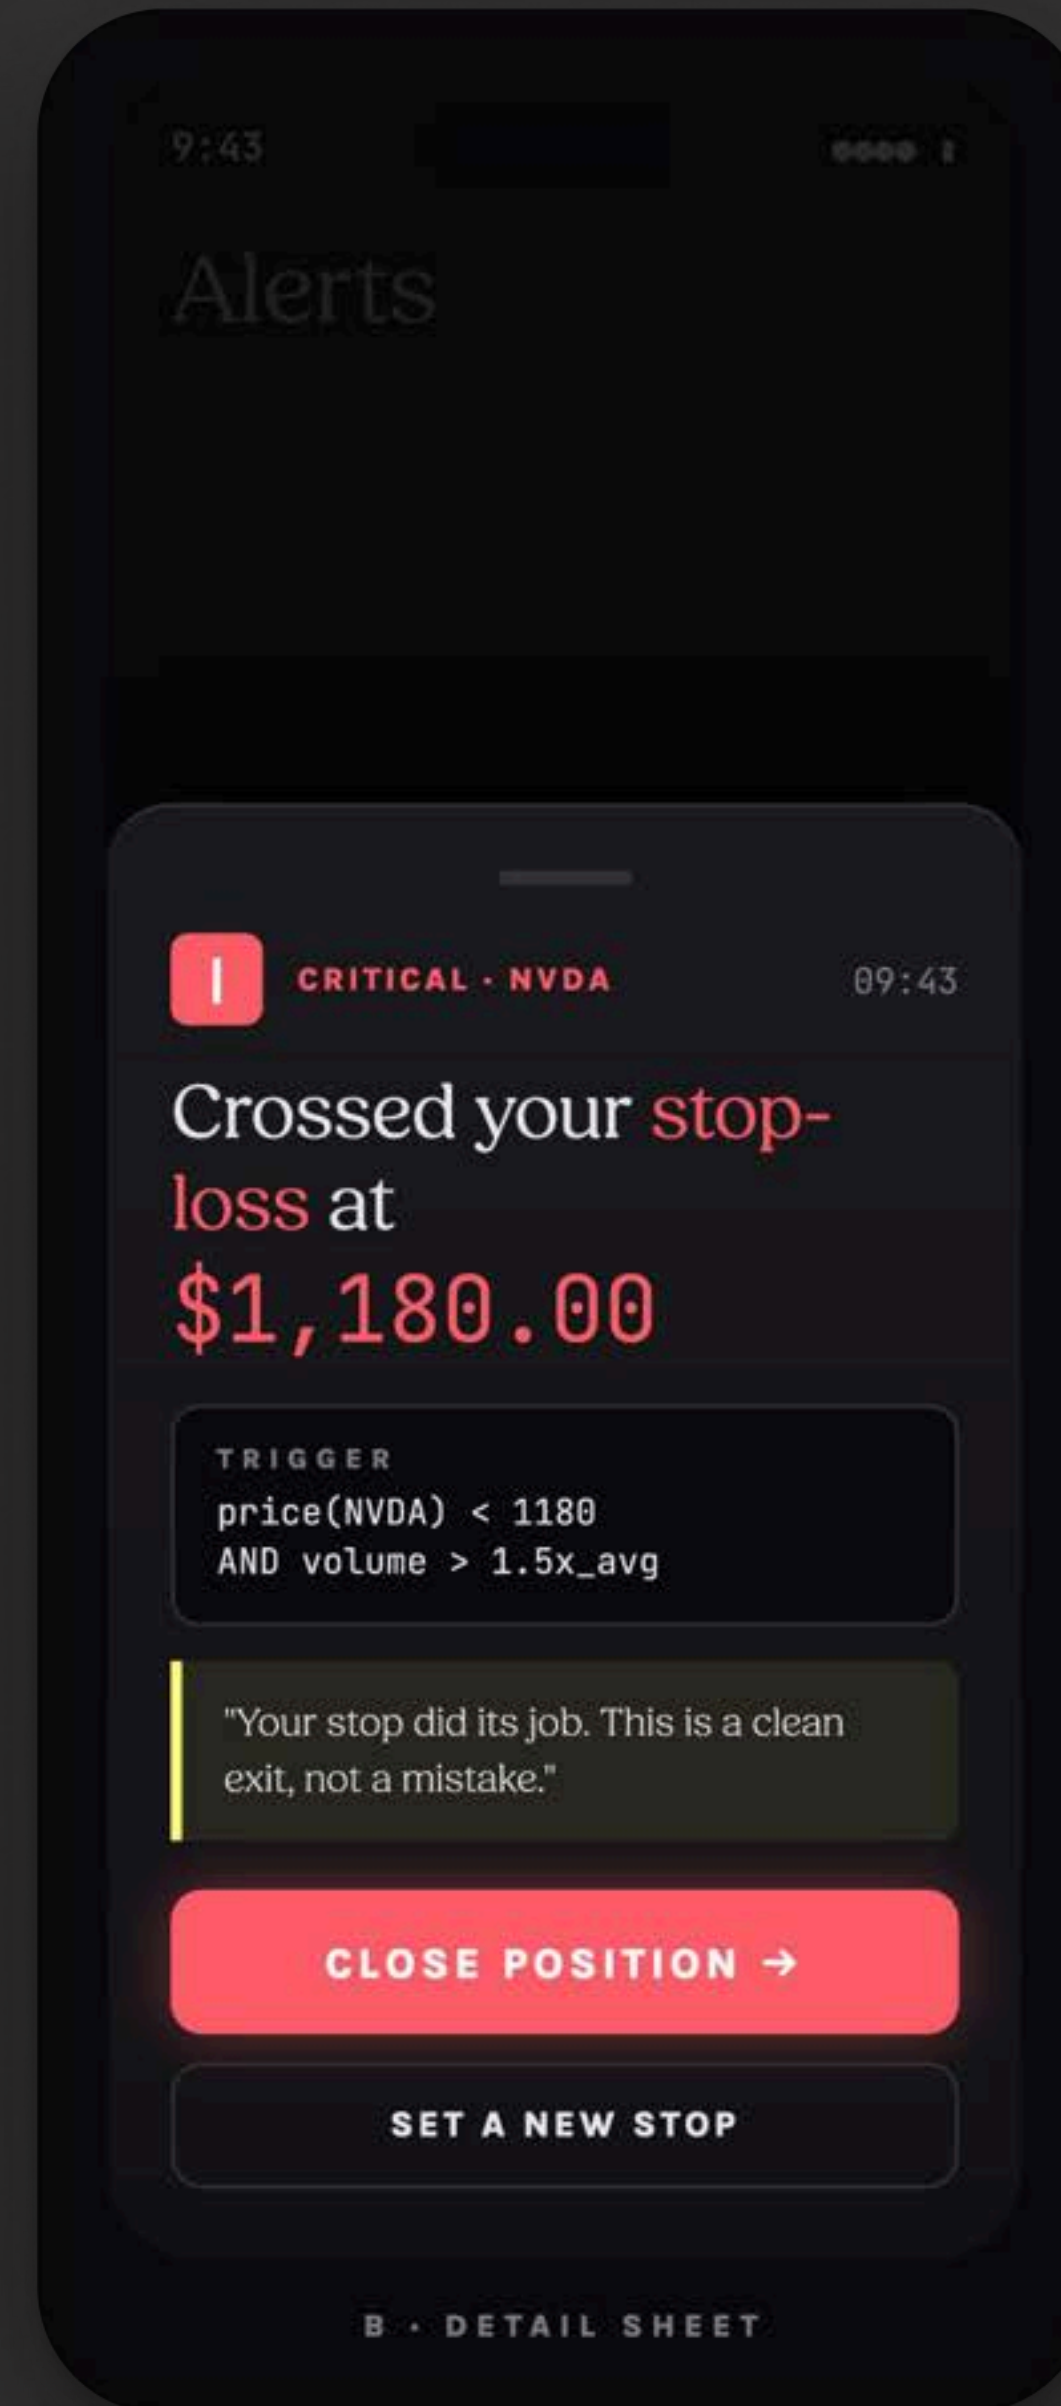 9:43
Alerts
CRITICAL · NVDA
09:43
Crossed your stop-
loss at
$1,180.00
TRIGGER
price(NVDA) < 1180
AND volume > 1.5x_avg
"Your stop did its job. This is a clean
exit, not a mistake."
CLOSE POSITION →
SET A NEW STOP
B · DETAIL SHEET